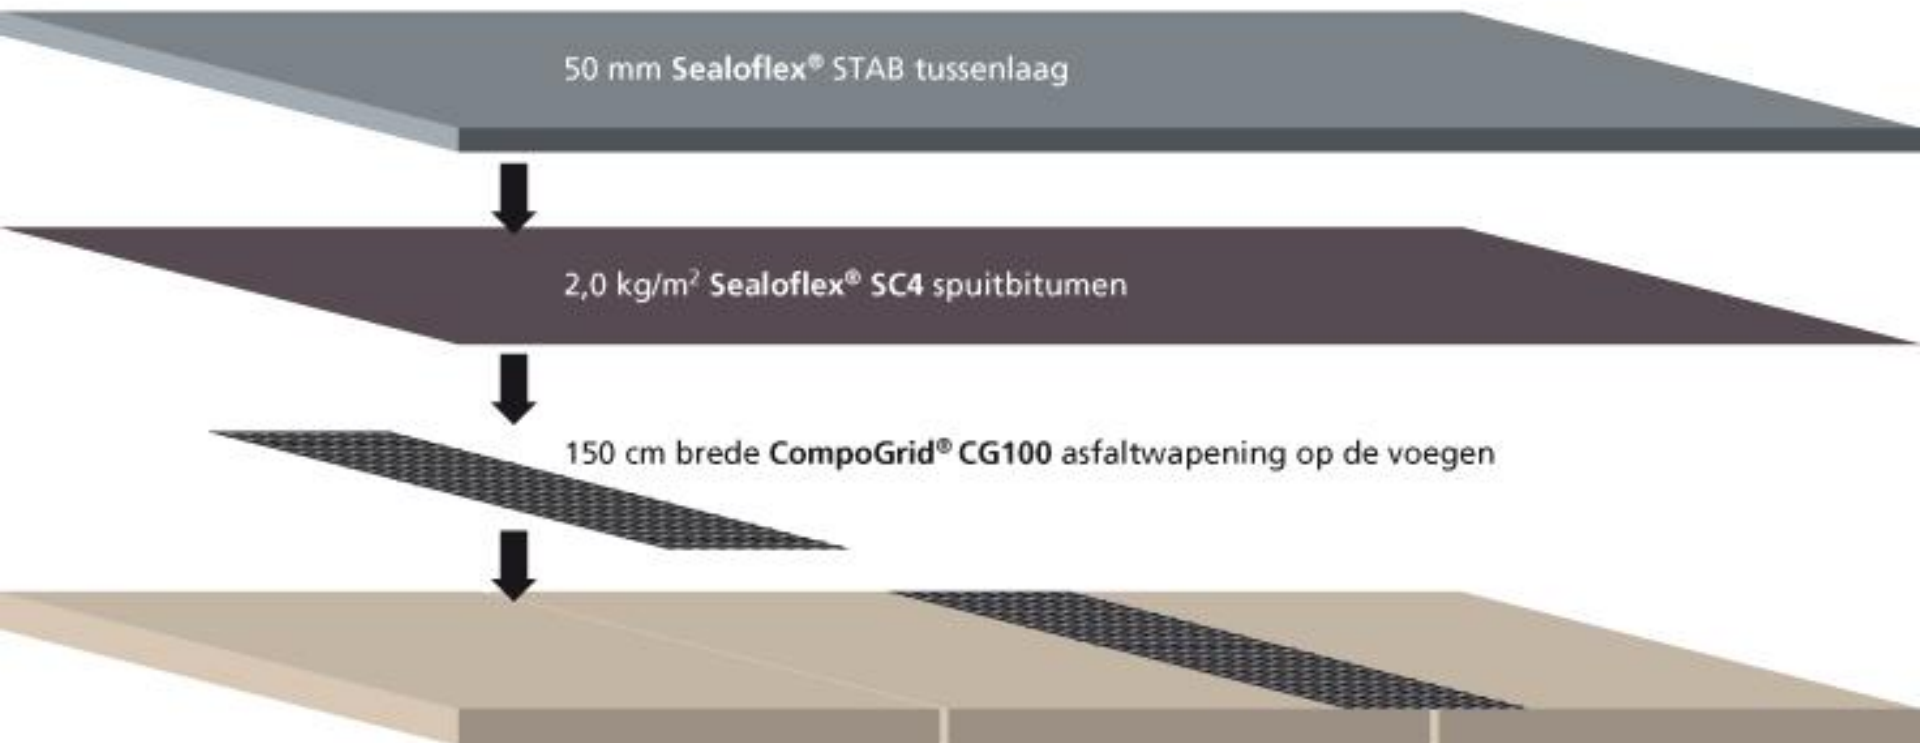 50 mm Sealoflex® STAB tussenlaag
2,0 kg/m² Sealoflex® SC4 spuitbitumen
150 cm brede CompoGrid® CG100 asfaltwapening op de voegen